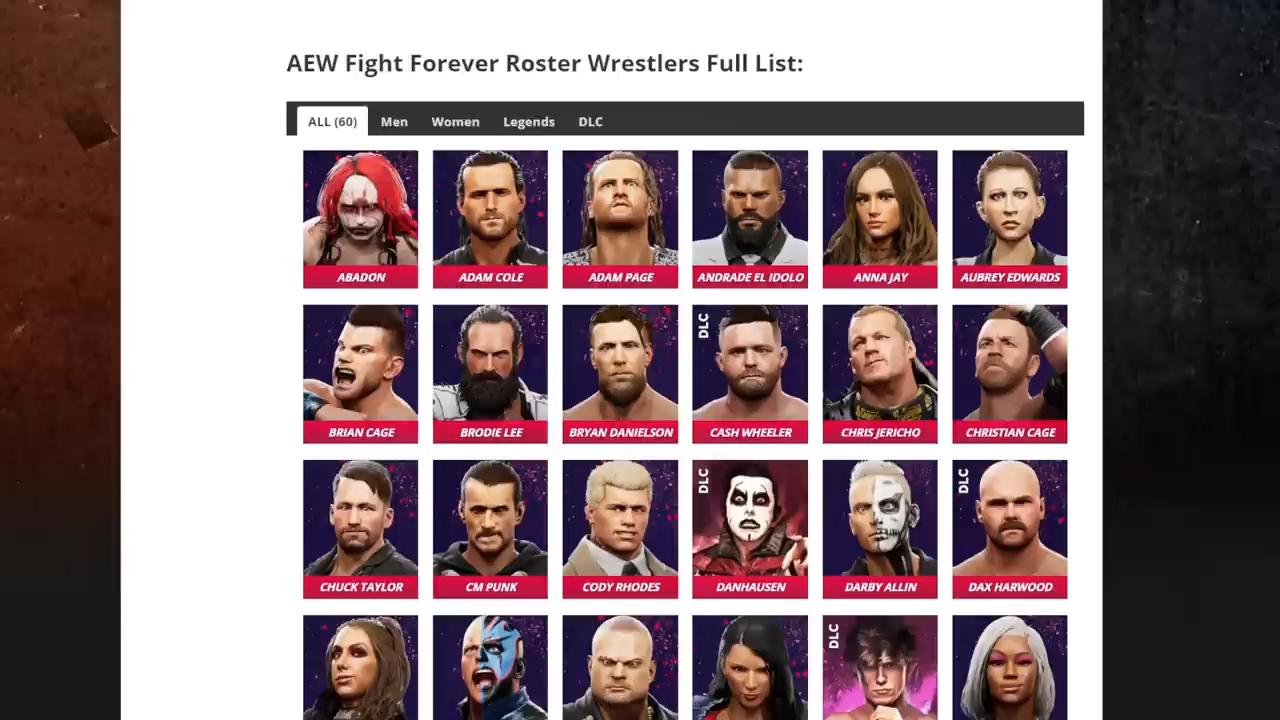 AEW Fight Forever Roster Wrestlers Full List:
ALL (60) Men Women Legends DLC
ABADON ADAM COLE ADAM PAGE ANDRADE EL IDOLO ANNA JAY AUBREY EDWARDS
DLC
BRIAN CAGE BRODIE LEE BRYAN DANIELSON CASH WHEELER CHRIS JERICHO CHRISTIAN CAGE
DLC DLC
CHUCK TAYLOR CM PUNK CODY RHODES DANHAUSEN DARBY ALLIN DAX HARWOOD
DLC